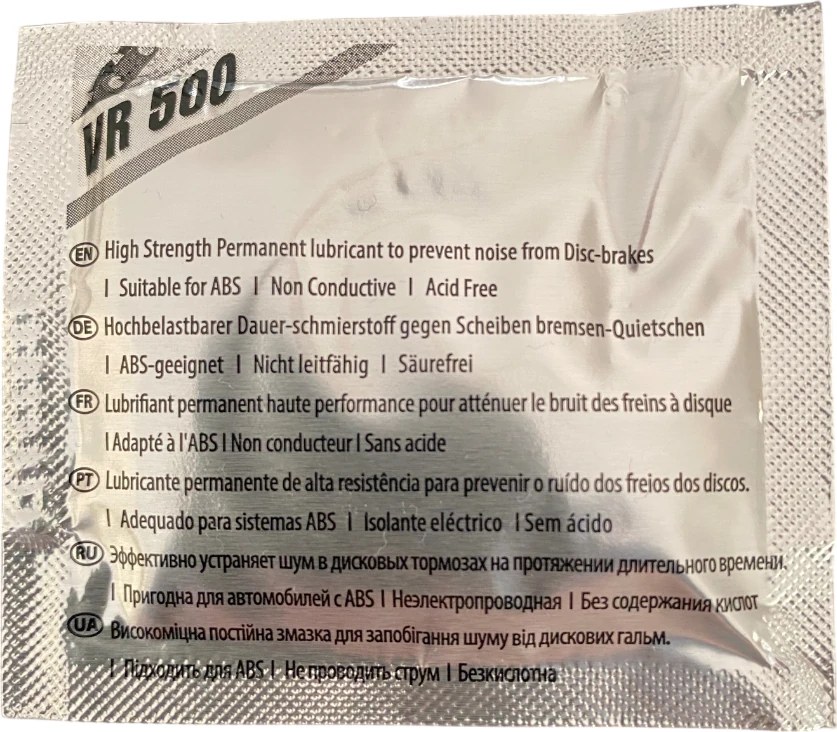 VR 500
EN High Strength Permanent lubricant to prevent noise from Disc-brakes
| Suitable for ABS | Non Conductive | Acid Free
DE Hochbelastbarer Dauer-schmierstoff gegen Scheiben bremsen-Quietschen
| ABS-geeignet | Nicht leitfähig | Säurefrei
FR Lubrifiant permanent haute performance pour atténuer le bruit des freins à disque
| Adapté à l'ABS | Non conducteur | Sans acide
PT Lubricante permanente de alta resistência para prevenir o ruído dos freios dos discos.
| Adequado para sistemas ABS | Isolante eléctrico | Sem ácido
RU Эффективно устраняет шум в дисковых тормозах на протяжении длительного времени.
| Пригодна для автомобилей с ABS | Неэлектропроводная | Без содержания кислот
UA Високоміцна постійна змазка для запобігання шуму від дискових гальм.
| Підходить для ABS | Не проводить струм | Безкислотна